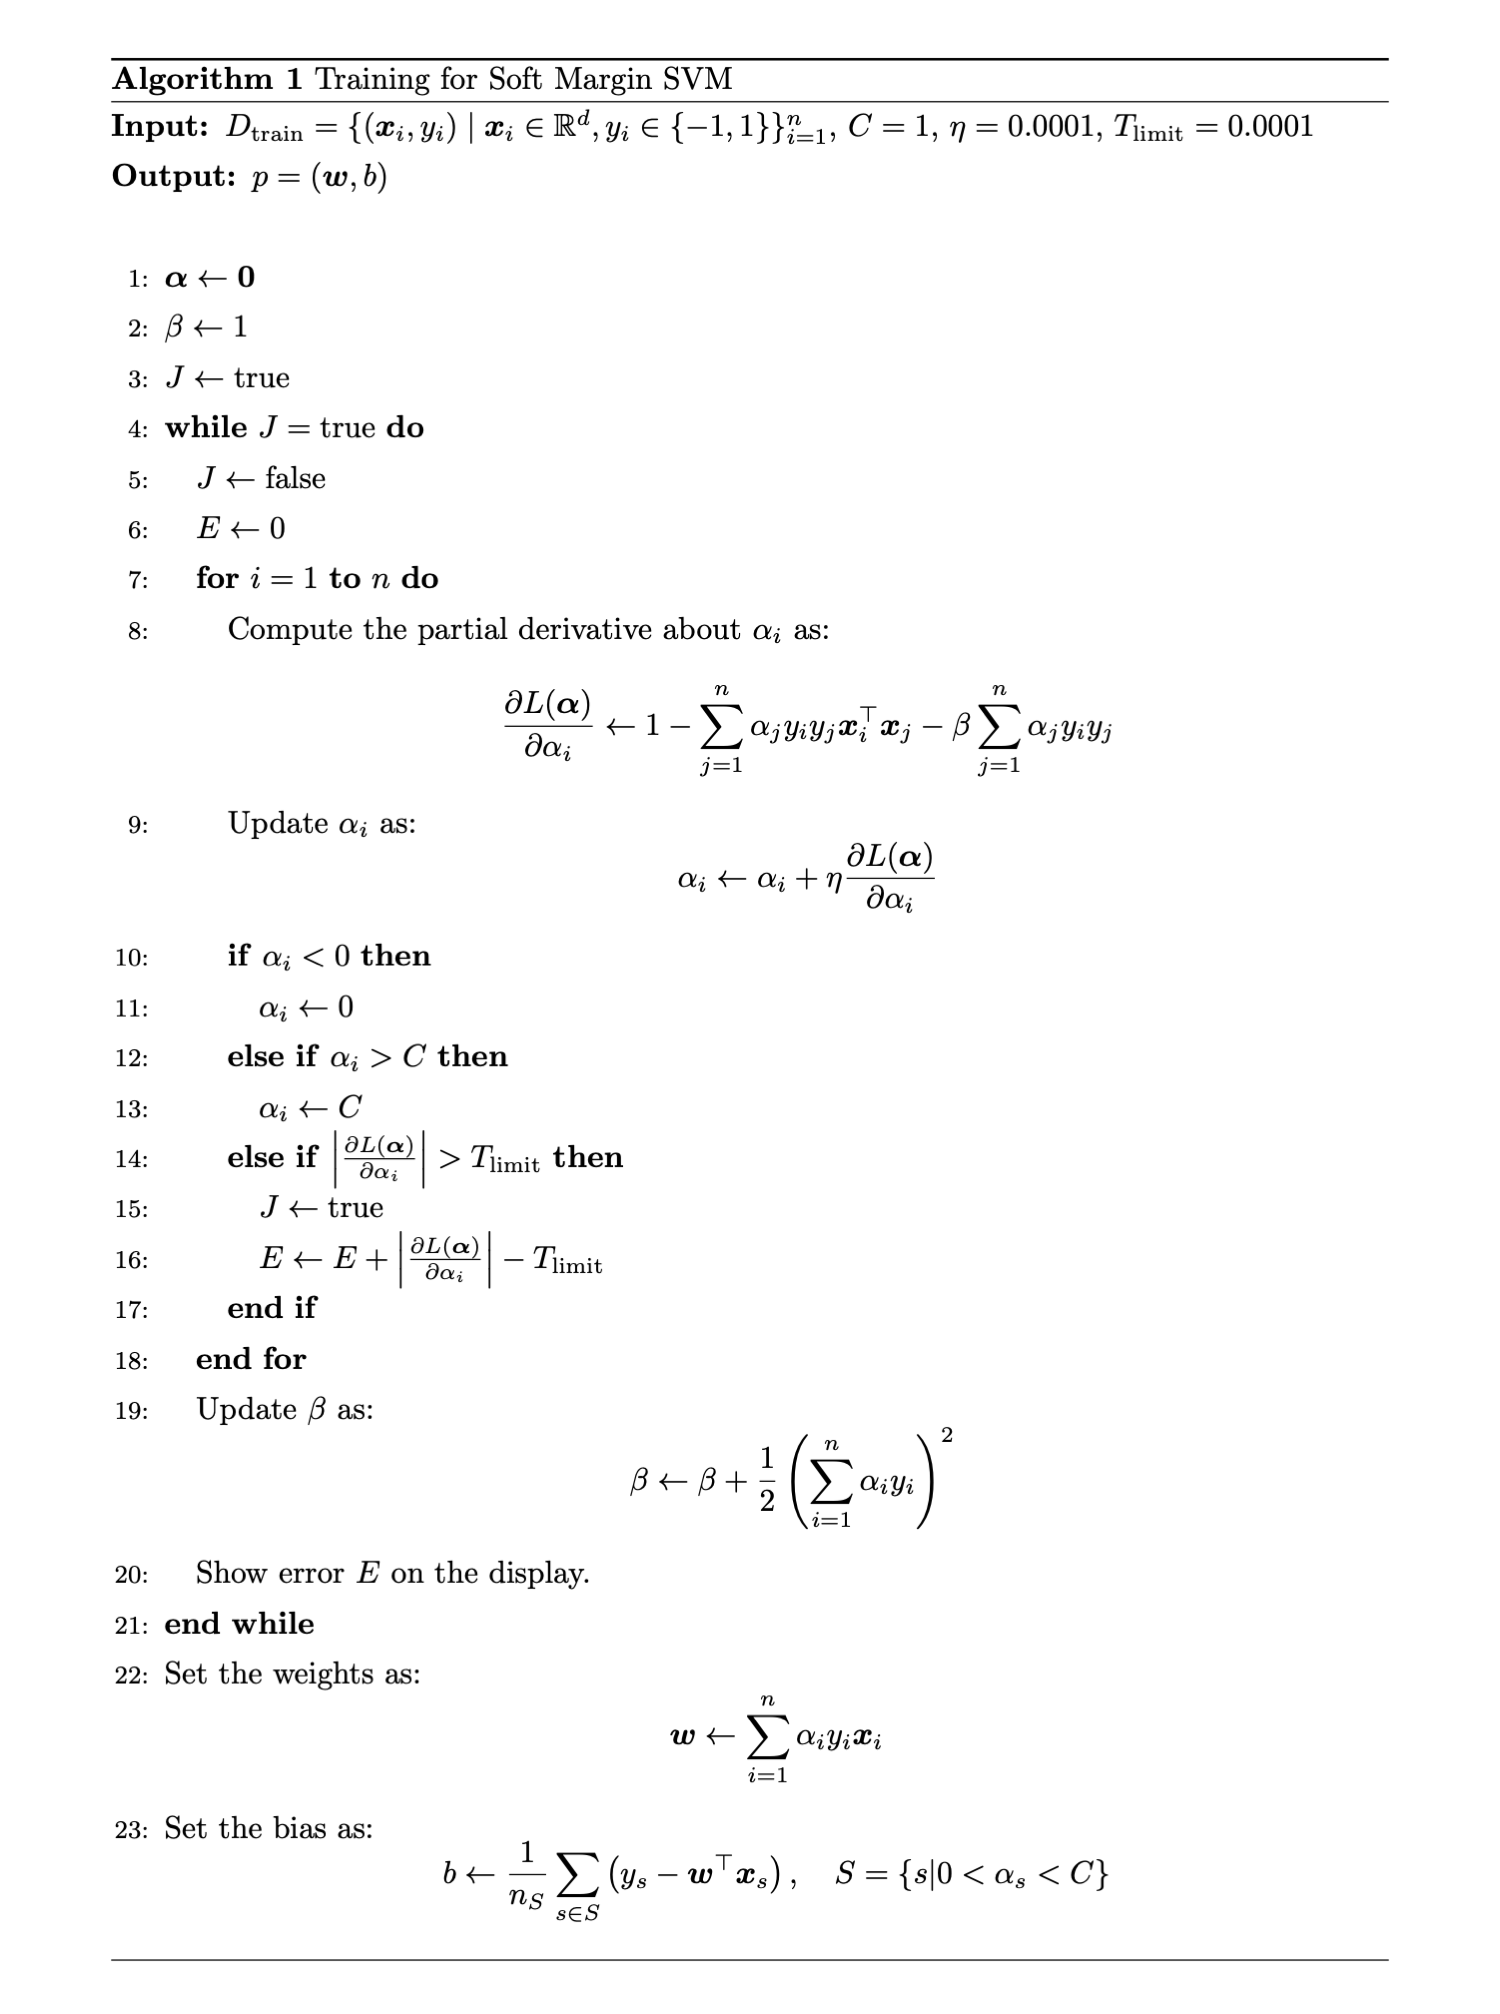 Algorithm 1 Training for Soft Margin SVM
Input: $D_{\text{train}} = \{(\boldsymbol{x}_i, y_i) \mid \boldsymbol{x}_i \in \mathbb{R}^d, y_i \in \{-1, 1\}\}_{i=1}^{n}$, $C = 1$, $\eta = 0.0001$, $T_{\text{limit}} = 0.0001$
Output: $p = (\boldsymbol{w}, b)$
1: $\boldsymbol{\alpha} \leftarrow \mathbf{0}$
2: $\beta \leftarrow 1$
3: $J \leftarrow$ true
4: while $J =$ true do
5: $J \leftarrow$ false
6: $E \leftarrow 0$
7: for $i = 1$ to $n$ do
8: Compute the partial derivative about $\alpha_i$ as:
$\frac{\partial L(\boldsymbol{\alpha})}{\partial \alpha_i} \leftarrow 1 - \sum_{j=1}^{n} \alpha_j y_i y_j \boldsymbol{x}_i^\top \boldsymbol{x}_j - \beta \sum_{j=1}^{n} \alpha_j y_i y_j$
9: Update $\alpha_i$ as:
$\alpha_i \leftarrow \alpha_i + \eta \frac{\partial L(\boldsymbol{\alpha})}{\partial \alpha_i}$
10: if $\alpha_i < 0$ then
11: $\alpha_i \leftarrow 0$
12: else if $\alpha_i > C$ then
13: $\alpha_i \leftarrow C$
14: else if $\left|\frac{\partial L(\boldsymbol{\alpha})}{\partial \alpha_i}\right| > T_{\text{limit}}$ then
15: $J \leftarrow$ true
16: $E \leftarrow E + \left|\frac{\partial L(\boldsymbol{\alpha})}{\partial \alpha_i}\right| - T_{\text{limit}}$
17: end if
18: end for
19: Update $\beta$ as:
$\beta \leftarrow \beta + \frac{1}{2} \left( \sum_{i=1}^{n} \alpha_i y_i \right)^2$
20: Show error $E$ on the display.
21: end while
22: Set the weights as:
$\boldsymbol{w} \leftarrow \sum_{i=1}^{n} \alpha_i y_i \boldsymbol{x}_i$
23: Set the bias as:
$b \leftarrow \frac{1}{n_S} \sum_{s \in S} \left( y_s - \boldsymbol{w}^\top \boldsymbol{x}_s \right), \quad S = \{s | 0 < \alpha_s < C\}$